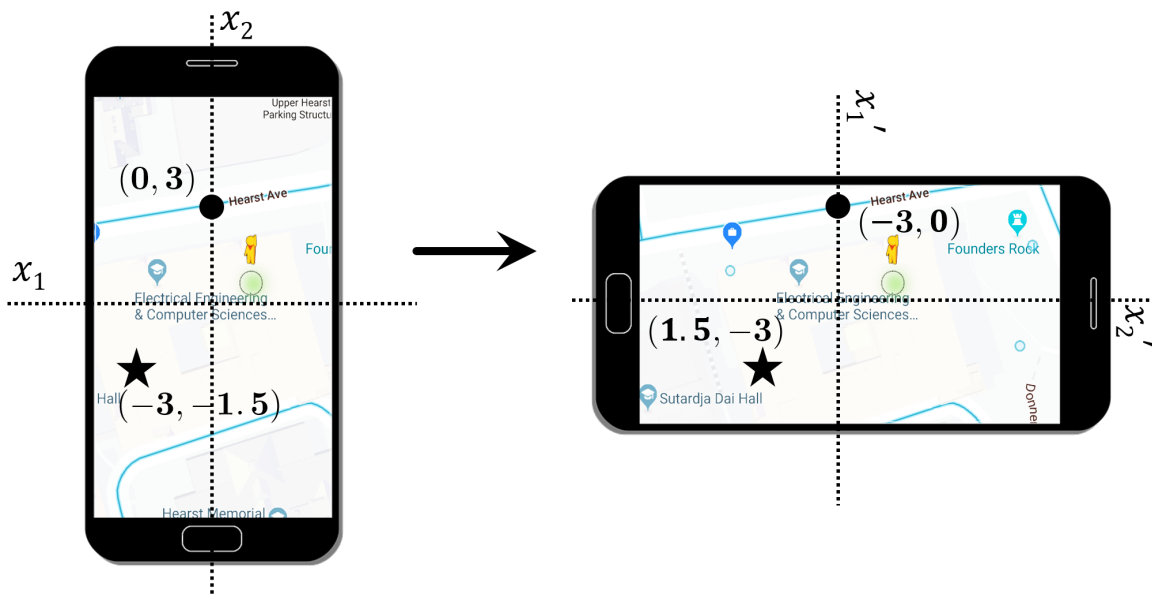 x₂
Upper Hearst
Parking Structu
(0, 3)
Hearst Ave
Four
x₁
Electrical Engineering
& Computer Sciences...
Hall
(−3, −1.5)
Hearst Memorial
x₁′
Hearst Ave
(−3, 0)
Founders Rock
Electrical Engineering
& Computer Sciences...
x₂′
(1.5, −3)
Sutardja Dai Hall
Donner